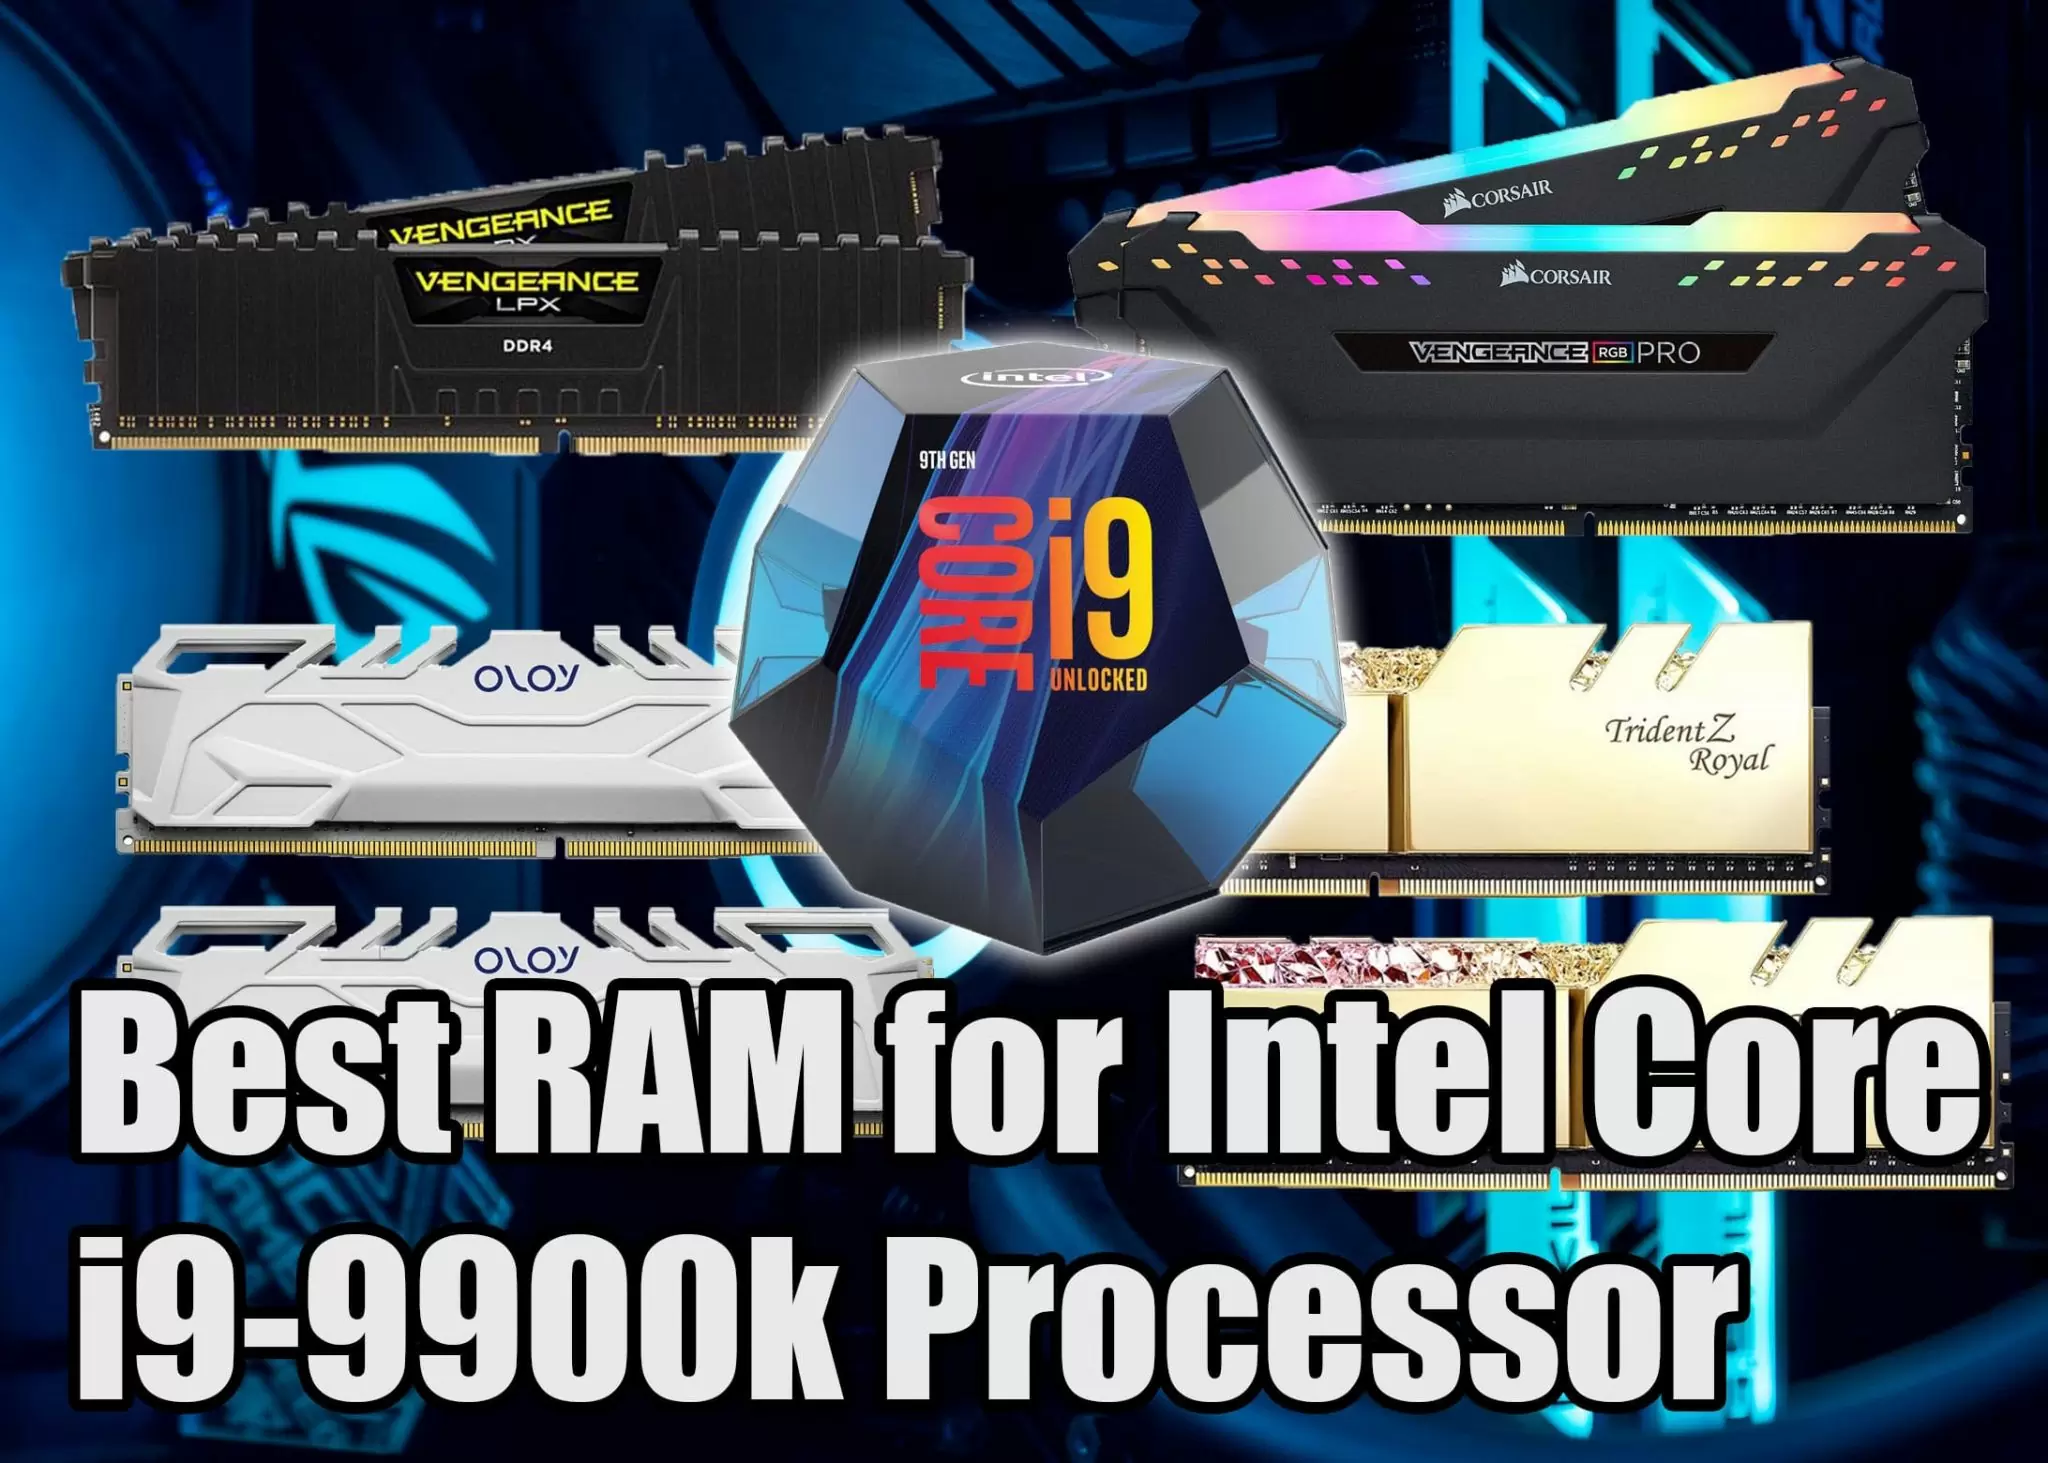 VENGEANCE
VENGEANCE
LPX
DDR4
CORSAIR
CORSAIR
VENGEANCE RGB PRO
intel
9TH GEN
CORE i9
UNLOCKED
OLOY
Trident Z
Royal
OLOY
Best RAM for Intel Core
i9-9900k Processor